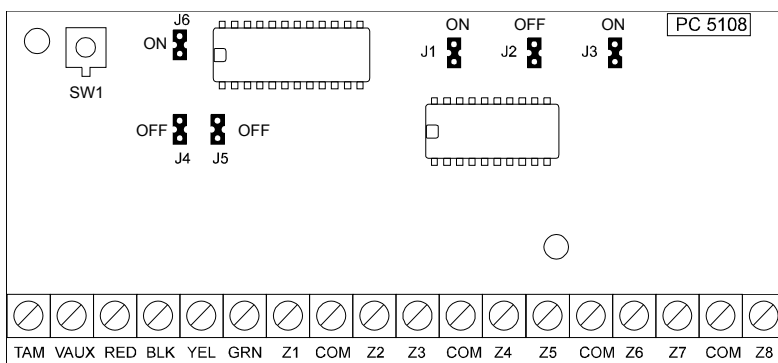 J6
ON
SW1
OFF
J4
J5
OFF
ON
J1
OFF
J2
ON
J3
PC 5108
TAM VAUX RED BLK YEL GRN Z1 COM Z2 Z3 COM Z4 Z5 COM Z6 Z7 COM Z8